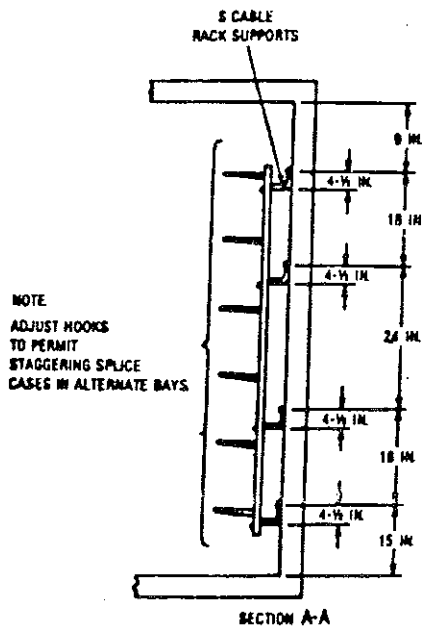 S CABLE
RACK SUPPORTS
9 IN.
4-½ IN.
18 IN.
4-½ IN.
NOTE
ADJUST HOOKS
TO PERMIT
STAGGERING SPLICE
CASES IN ALTERNATE BAYS.
24 IN.
4-½ IN.
18 IN.
4-½ IN.
15 IN.
SECTION A-A